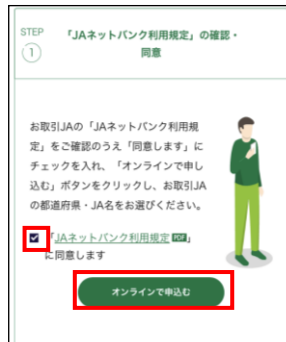 STEP
1
「JAネットバンク利用規定」の確認・
同意
お取引JAの「JAネットバンク利用規
定」をご確認のうえ「同意します」に
チェックを入れ、「オンラインで申し
込む」ボタンをクリックし、お取引JA
の都道府県・JA名をお選びください。
「JAネットバンク利用規定 PDF」
に同意します
オンラインで申込む